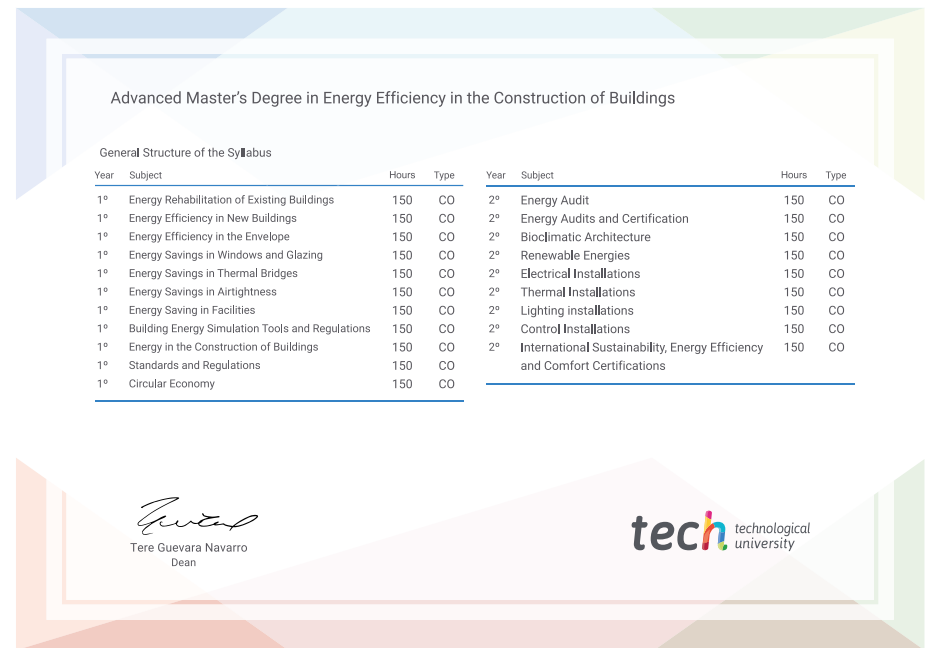 Advanced Master's Degree in Energy Efficiency in the Construction of Buildings
General Structure of the Syllabus
Year Subject Hours Type
1º Energy Rehabilitation of Existing Buildings 150 CO
1º Energy Efficiency in New Buildings 150 CO
1º Energy Efficiency in the Envelope 150 CO
1º Energy Savings in Windows and Glazing 150 CO
1º Energy Savings in Thermal Bridges 150 CO
1º Energy Savings in Airtightness 150 CO
1º Energy Saving in Facilities 150 CO
1º Building Energy Simulation Tools and Regulations 150 CO
1º Energy in the Construction of Buildings 150 CO
1º Standards and Regulations 150 CO
1º Circular Economy 150 CO
Year Subject Hours Type
2º Energy Audit 150 CO
2º Energy Audits and Certification 150 CO
2º Bioclimatic Architecture 150 CO
2º Renewable Energies 150 CO
2º Electrical Installations 150 CO
2º Thermal Installations 150 CO
2º Lighting installations 150 CO
2º Control Installations 150 CO
2º International Sustainability, Energy Efficiency 150 CO
and Comfort Certifications
Tere Guevara Navarro
Dean
tech technological
university